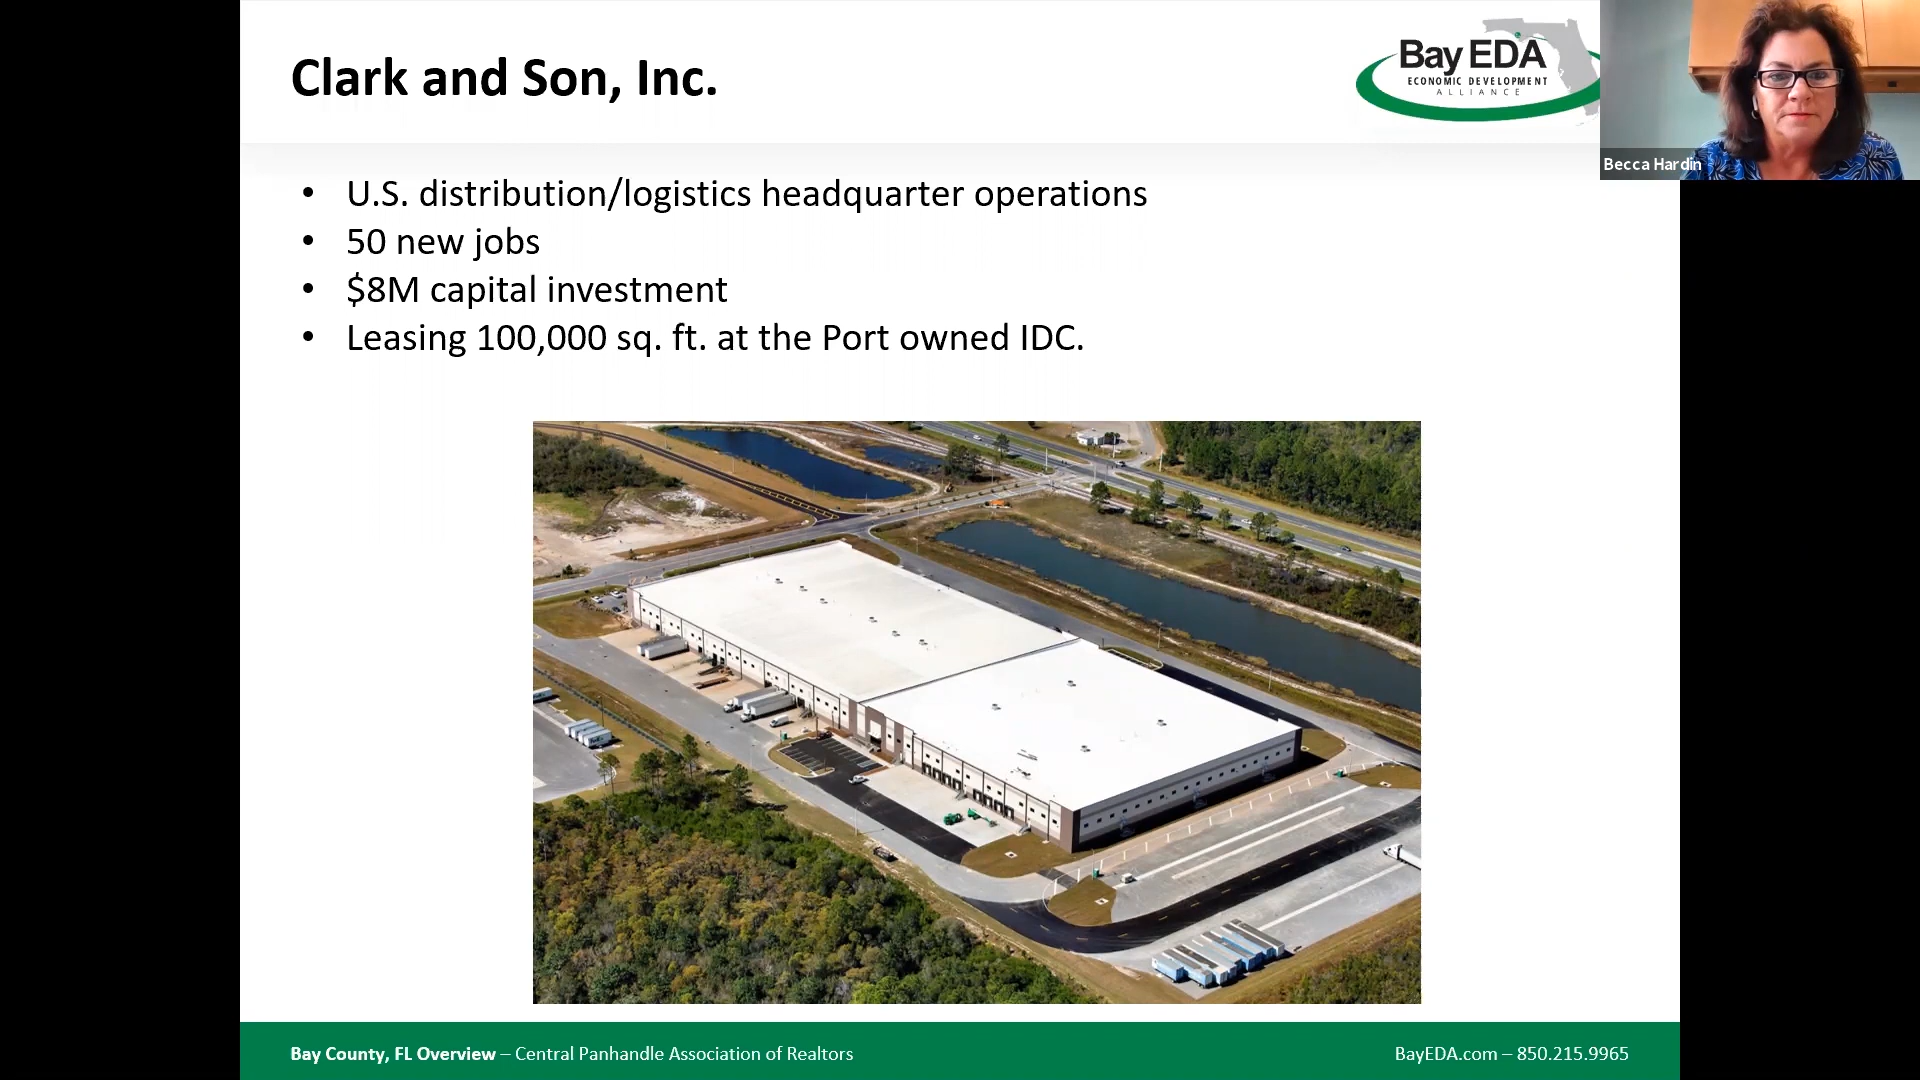 Clark and Son, Inc.
Bay EDA
ECONOMIC DEVELOPMENT
ALLIANCE
Becca Hardin
• U.S. distribution/logistics headquarter operations
• 50 new jobs
• $8M capital investment
• Leasing 100,000 sq. ft. at the Port owned IDC.
Bay County, FL Overview – Central Panhandle Association of Realtors
BayEDA.com – 850.215.9965